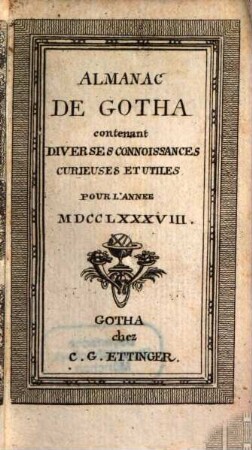 ALMANAC
DE GOTHA
contenant
DIVERSES CONNOISSANCES
CURIEUSES ET UTILES
POUR L'ANNEE
MDCCLXXXVIII.
GOTHA
chez
C. G. ETTINGER.